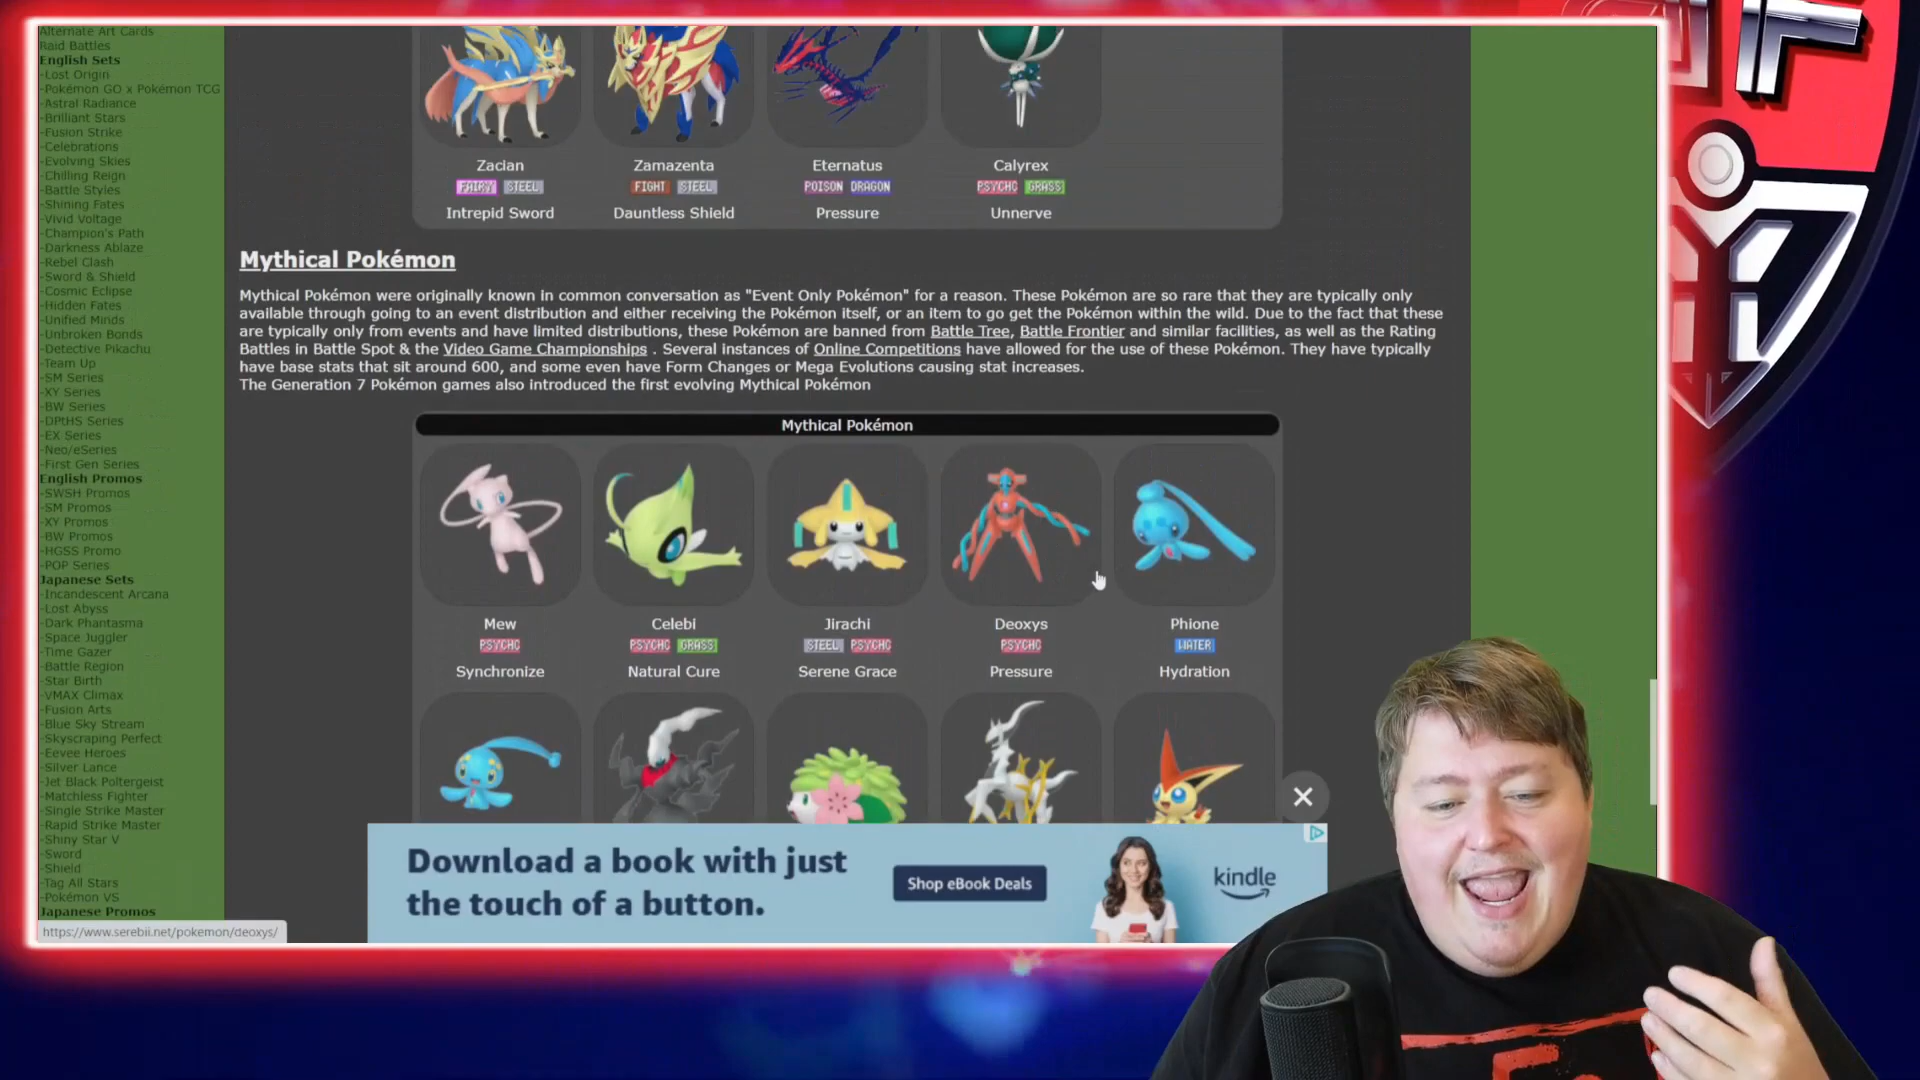 Alternate Art Cards
Raid Battles
English Sets
-Lost Origin
-Pokémon GO x Pokémon TCG
-Astral Radiance
-Brilliant Stars
-Fusion Strike
-Celebrations
-Evolving Skies
-Chilling Reign
-Battle Styles
-Shining Fates
-Vivid Voltage
-Champion's Path
-Darkness Ablaze
-Rebel Clash
-Sword & Shield
-Cosmic Eclipse
-Hidden Fates
-Unified Minds
-Unbroken Bonds
-Detective Pikachu
-Team Up
-SM Series
-XY Series
-BW Series
-DPtHS Series
-EX Series
-Neo/eSeries
-First Gen Series
English Promos
-SWSH Promos
-SM Promos
-XY Promos
-BW Promos
-HGSS Promo
-POP Series
Japanese Sets
-Incandescent Arcana
-Lost Abyss
-Dark Phantasma
-Space Juggler
-Time Gazer
-Battle Region
-Star Birth
-VMAX Climax
-Fusion Arts
-Blue Sky Stream
-Skyscraping Perfect
-Eevee Heroes
-Silver Lance
-Jet Black Poltergeist
-Matchless Fighter
-Single Strike Master
-Rapid Strike Master
-Shiny Star V
-Sword
-Shield
-Tag All Stars
-Pokémon VS
Japanese Promos
https://www.serebii.net/pokemon/deoxys/
Zacian Zamazenta Eternatus Calyrex
FAIRY STEEL FIGHT STEEL POISON DRAGON PSYCHC GRASS
Intrepid Sword Dauntless Shield Pressure Unnerve
Mythical Pokémon
Mythical Pokémon were originally known in common conversation as "Event Only Pokémon" for a reason. These Pokémon are so rare that they are typically only
available through going to an event distribution and either receiving the Pokémon itself, or an item to go get the Pokémon within the wild. Due to the fact that these
are typically only from events and have limited distributions, these Pokémon are banned from Battle Tree, Battle Frontier and similar facilities, as well as the Rating
Battles in Battle Spot & the Video Game Championships . Several instances of Online Competitions have allowed for the use of these Pokémon. They have typically
have base stats that sit around 600, and some even have Form Changes or Mega Evolutions causing stat increases.
The Generation 7 Pokémon games also introduced the first evolving Mythical Pokémon
Mythical Pokémon
Mew Celebi Jirachi Deoxys Phione
PSYCHC PSYCHC GRASS STEEL PSYCHC PSYCHC WATER
Synchronize Natural Cure Serene Grace Pressure Hydration
Download a book with just
the touch of a button.
Shop eBook Deals
kindle